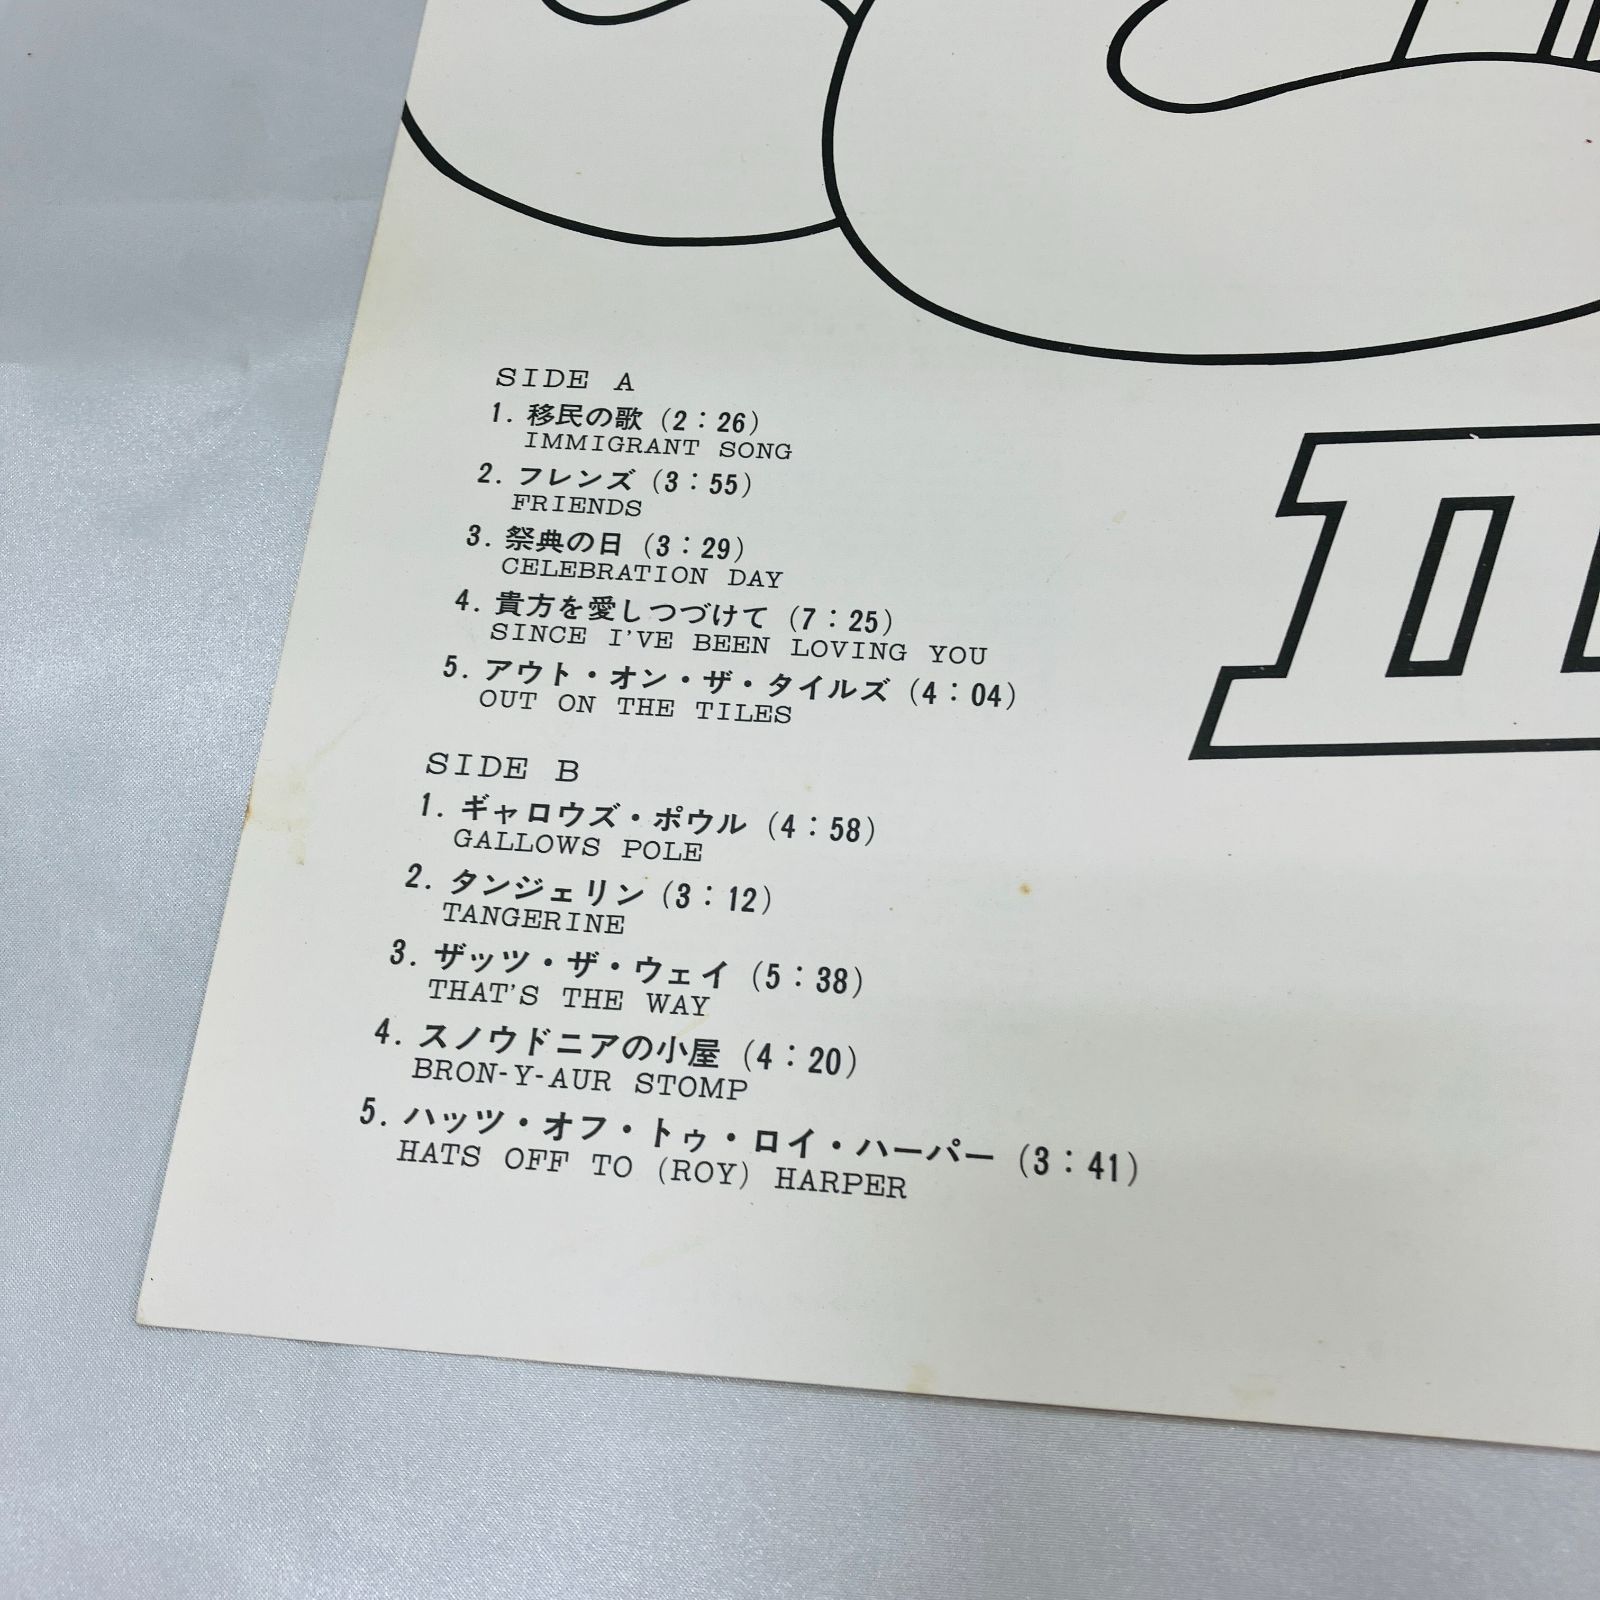 SIDE A
1. 移民の歌 (2:26)
IMMIGRANT SONG
2. フレンズ (3:55)
FRIENDS
3. 祭典の日 (3:29)
CELEBRATION DAY
4. 貴方を愛しつづけて (7:25)
SINCE I'VE BEEN LOVING YOU
5. アウト・オン・ザ・タイルズ (4:04)
OUT ON THE TILES
SIDE B
1. ギャロウズ・ポウル (4:58)
GALLOWS POLE
2. タンジェリン (3:12)
TANGERINE
3. ザッツ・ザ・ウェイ (5:38)
THAT'S THE WAY
4. スノウドニアの小屋 (4:20)
BRON-Y-AUR STOMP
5. ハッツ・オフ・トゥ・ロイ・ハーパー (3:41)
HATS OFF TO (ROY) HARPER